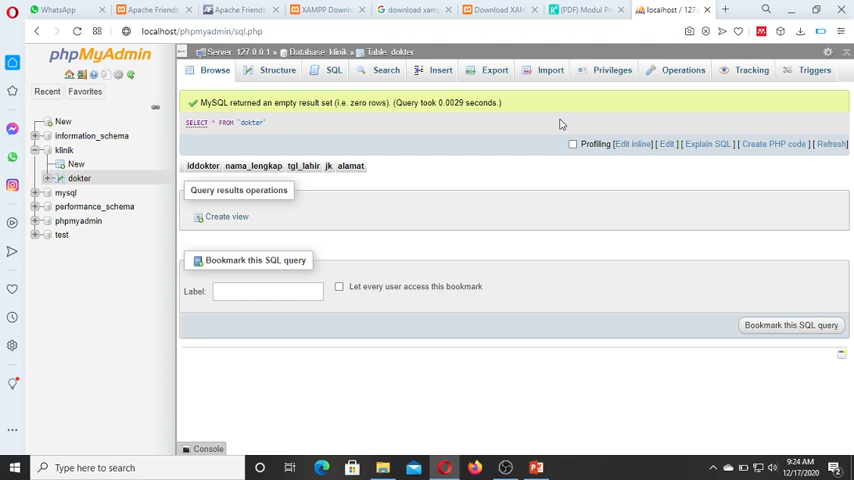 WhatsApp
Apache Friends
Apache Friends
XAMPP Downlo
download xampp
Download XAM
(PDF) Modul Pr
localhost / 127.
localhost/phpmyadmin/sql.php
phpMyAdmin
Recent Favorites
New
information_schema
klinik
New
dokter
mysql
performance_schema
phpmyadmin
test
Server: 127.0.0.1 » Database: klinik » Table: dokter
Browse Structure SQL Search Insert Export Import Privileges Operations Tracking Triggers
MySQL returned an empty result set (i.e. zero rows). (Query took 0.0029 seconds.)
SELECT * FROM `dokter`
Profiling [Edit inline] [ Edit ] [ Explain SQL ] [ Create PHP code ] [ Refresh]
iddokter nama_lengkap tgl_lahir jk alamat
Query results operations
Create view
Bookmark this SQL query
Label:
Let every user access this bookmark
Bookmark this SQL query
Console
Type here to search
9:24 AM
12/17/2020
2